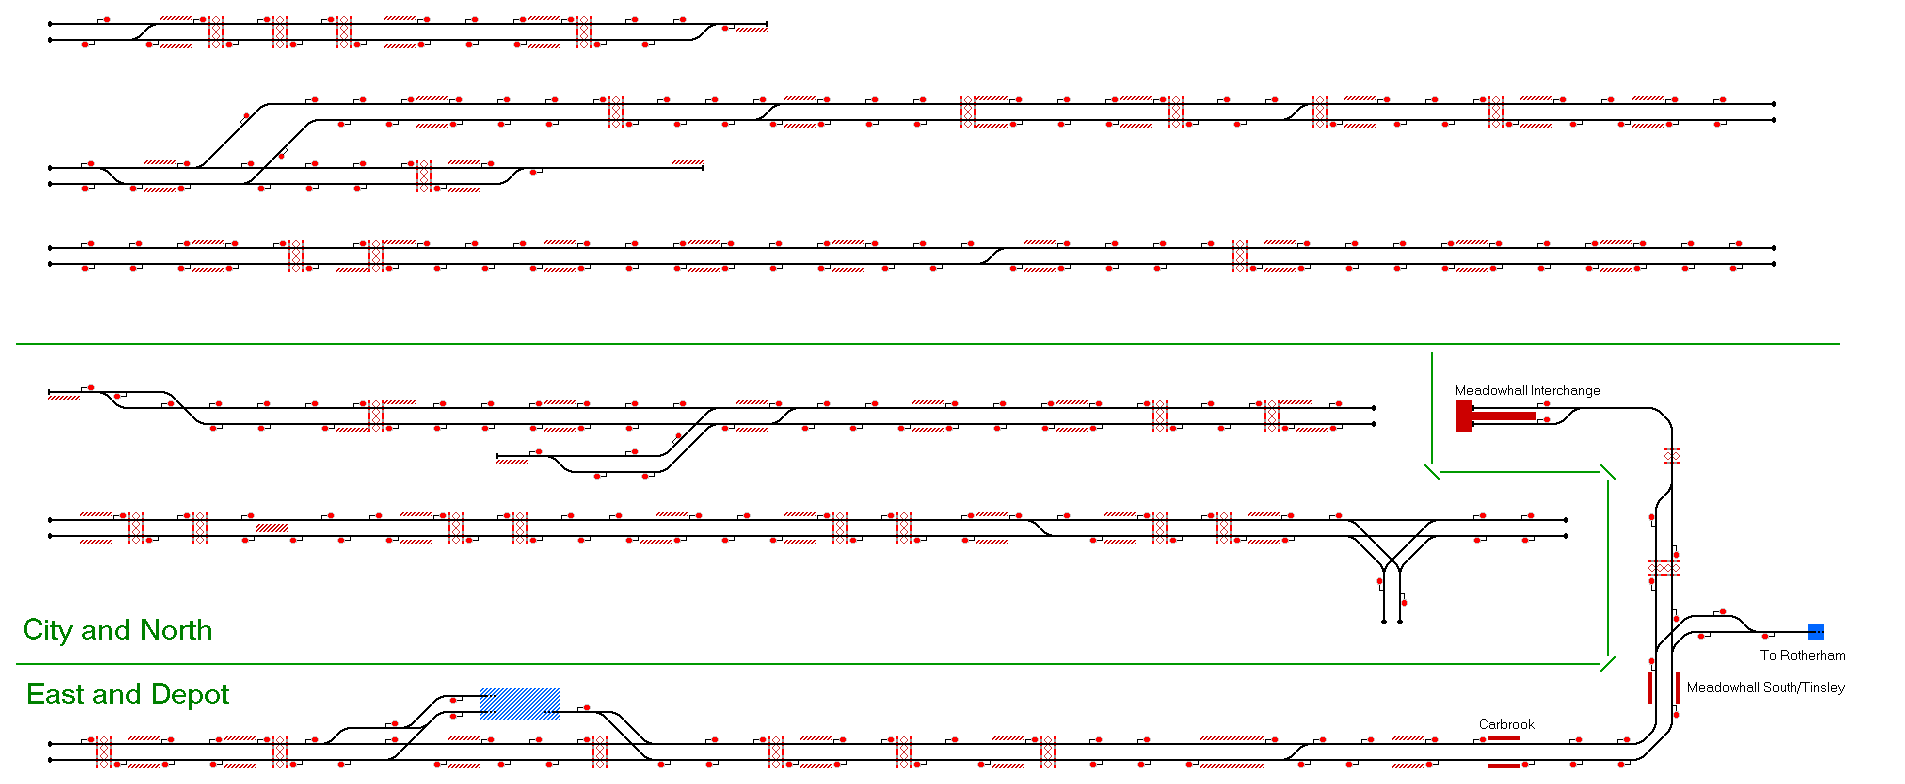 Meadowhall Interchange
City and North
To Rotherham
East and Depot
Meadowhall South/Tinsley
Carbrook